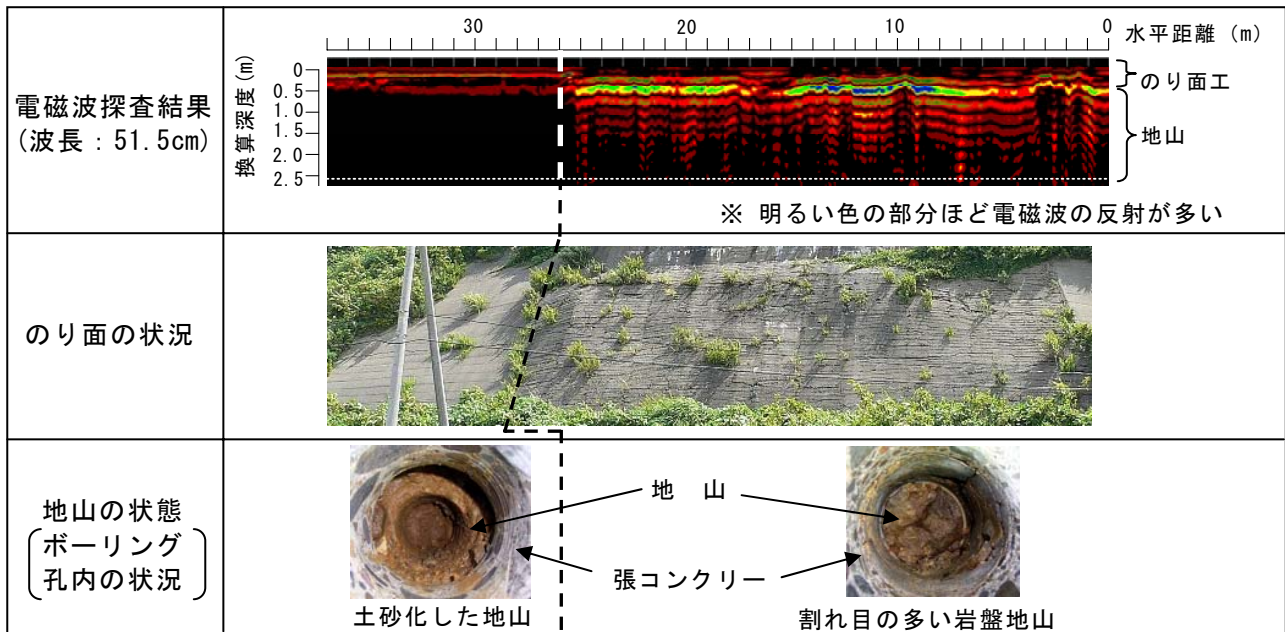 30 20 10 0 水平距離 (m)
電磁波探査結果
(波長：51.5cm)
換算深度(m)
0
0.5
1.0
1.5
2.0
2.5
のり面工
地山
※ 明るい色の部分ほど電磁波の反射が多い
のり面の状況
地山の状態
ボーリング
孔内の状況
地 山
張コンクリー
土砂化した地山
割れ目の多い岩盤地山